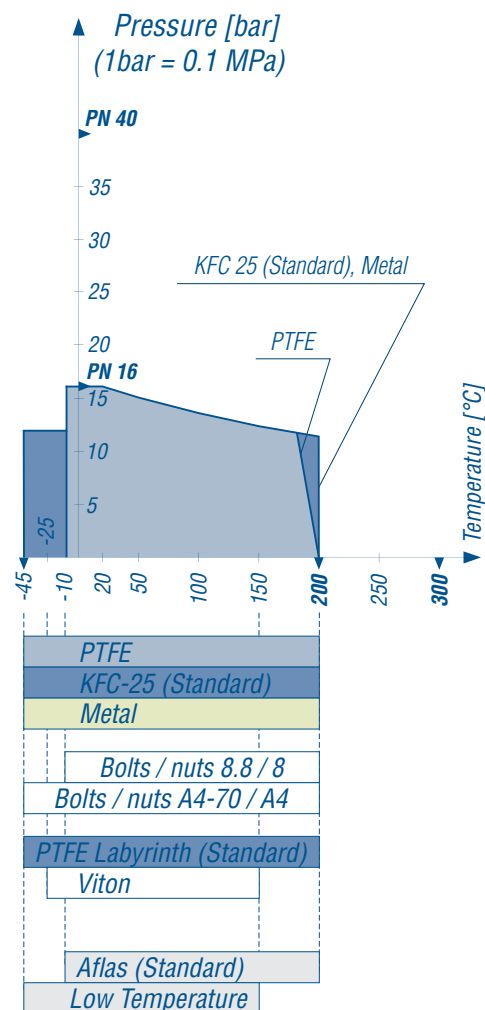 Pressure [bar]
(1bar = 0.1 MPa)
PN 40
35
30
25
20
PN 16
15
10
5
KFC 25 (Standard), Metal
PTFE
Temperature [°C]
-45
-25
-10
20
50
100
150
200
250
300
PTFE
KFC-25 (Standard)
Metal
Bolts / nuts 8.8 / 8
Bolts / nuts A4-70 / A4
PTFE Labyrinth (Standard)
Viton
Aflas (Standard)
Low Temperature